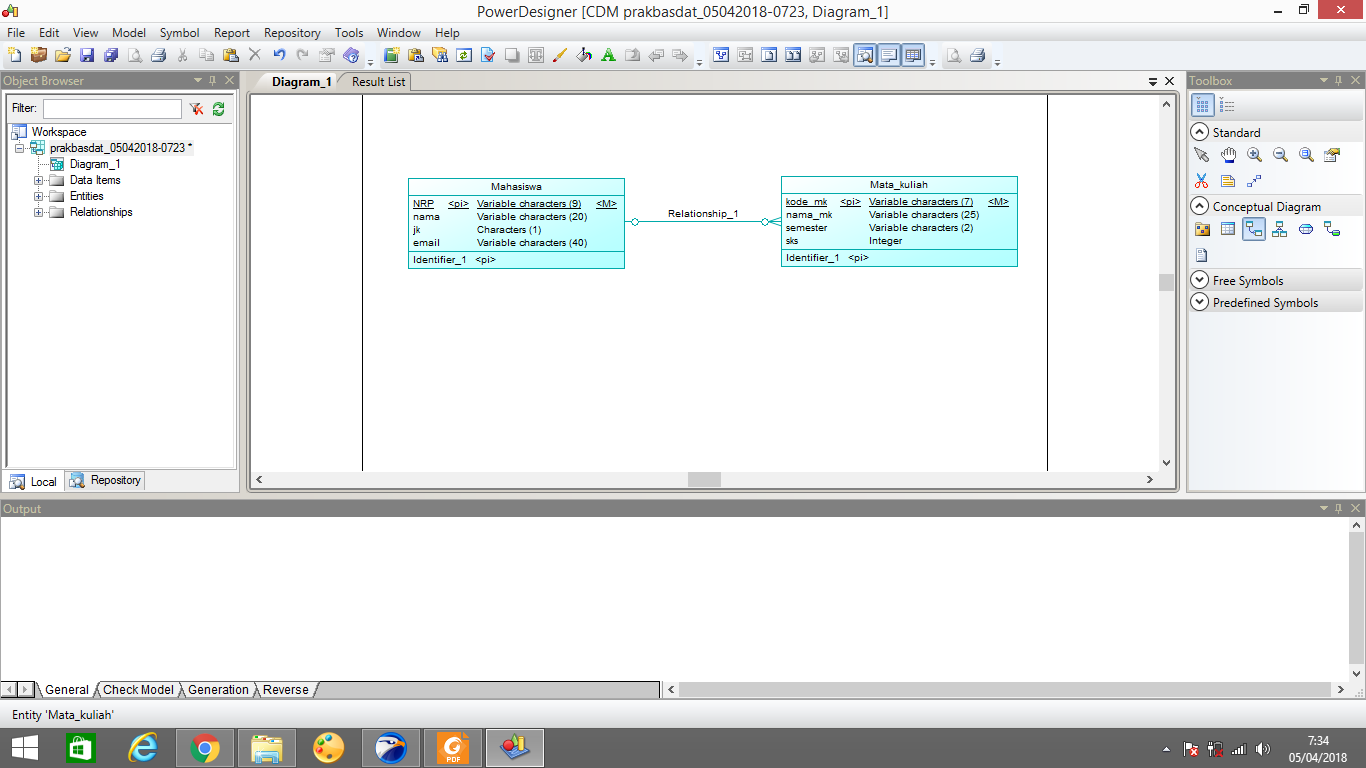 PowerDesigner [CDM prakbasdat_05042018-0723, Diagram_1]
File Edit View Model Symbol Report Repository Tools Window Help
Object Browser
Filter:
Workspace
prakbasdat_05042018-0723 *
Diagram_1
Data Items
Entities
Relationships
Local Repository
Diagram_1 Result List
Mahasiswa
NRP <pi> Variable characters (9) <M>
nama Variable characters (20)
jk Characters (1)
email Variable characters (40)
Identifier_1 <pi>
Relationship_1
Mata_kuliah
kode_mk <pi> Variable characters (7) <M>
nama_mk Variable characters (25)
semester Variable characters (2)
sks Integer
Identifier_1 <pi>
Toolbox
Standard
Conceptual Diagram
Free Symbols
Predefined Symbols
Output
General Check Model Generation Reverse
Entity 'Mata_kuliah'
PDF
7:34
05/04/2018